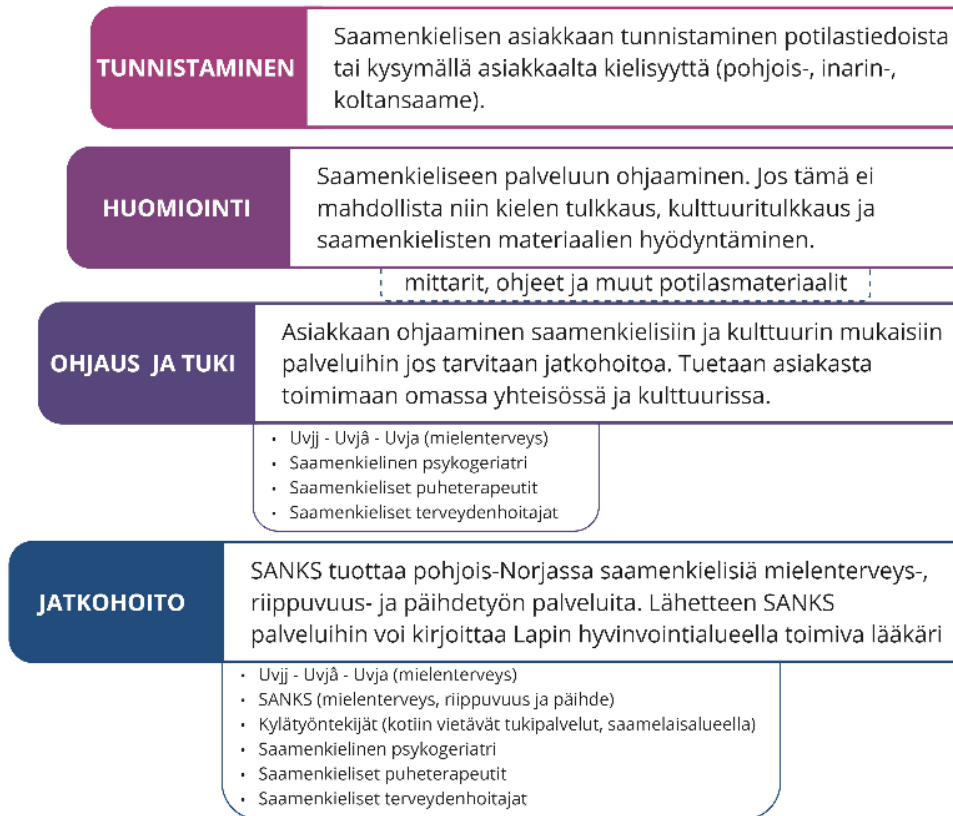 TUNNISTAMINEN
Saamenkielisen asiakkaan tunnistaminen potilastiedoista
tai kysymällä asiakkaalta kielisyyttä (pohjois-, inarin-,
koltansaame).
HUOMIOINTI
Saamenkieliseen palveluun ohjaaminen. Jos tämä ei
mahdollista niin kielen tulkkaus, kulttuuritulkkaus ja
saamenkielisten materiaalien hyödyntäminen.
mittarit, ohjeet ja muut potilasmateriaalit
OHJAUS JA TUKI
Asiakkaan ohjaaminen saamenkielisiin ja kulttuurin mukaisiin
palveluihin jos tarvitaan jatkohoitoa. Tuetaan asiakasta
toimimaan omassa yhteisössä ja kulttuurissa.
• Uvjj - Uvjâ - Uvja (mielenterveys)
• Saamenkielinen psykogeriatri
• Saamenkieliset puheterapeutit
• Saamenkieliset terveydenhoitajat
JATKOHOITO
SANKS tuottaa pohjois-Norjassa saamenkielisiä mielenterveys-,
riippuvuus- ja päihdetyön palveluita. Lähetteen SANKS
palveluihin voi kirjoittaa Lapin hyvinvointialueella toimiva lääkäri
• Uvjj - Uvjâ - Uvja (mielenterveys)
• SANKS (mielenterveys, riippuvuus ja päihde)
• Kylätyöntekijät (kotiin vietävät tukipalvelut, saamelaisalueella)
• Saamenkielinen psykogeriatri
• Saamenkieliset puheterapeutit
• Saamenkieliset terveydenhoitajat